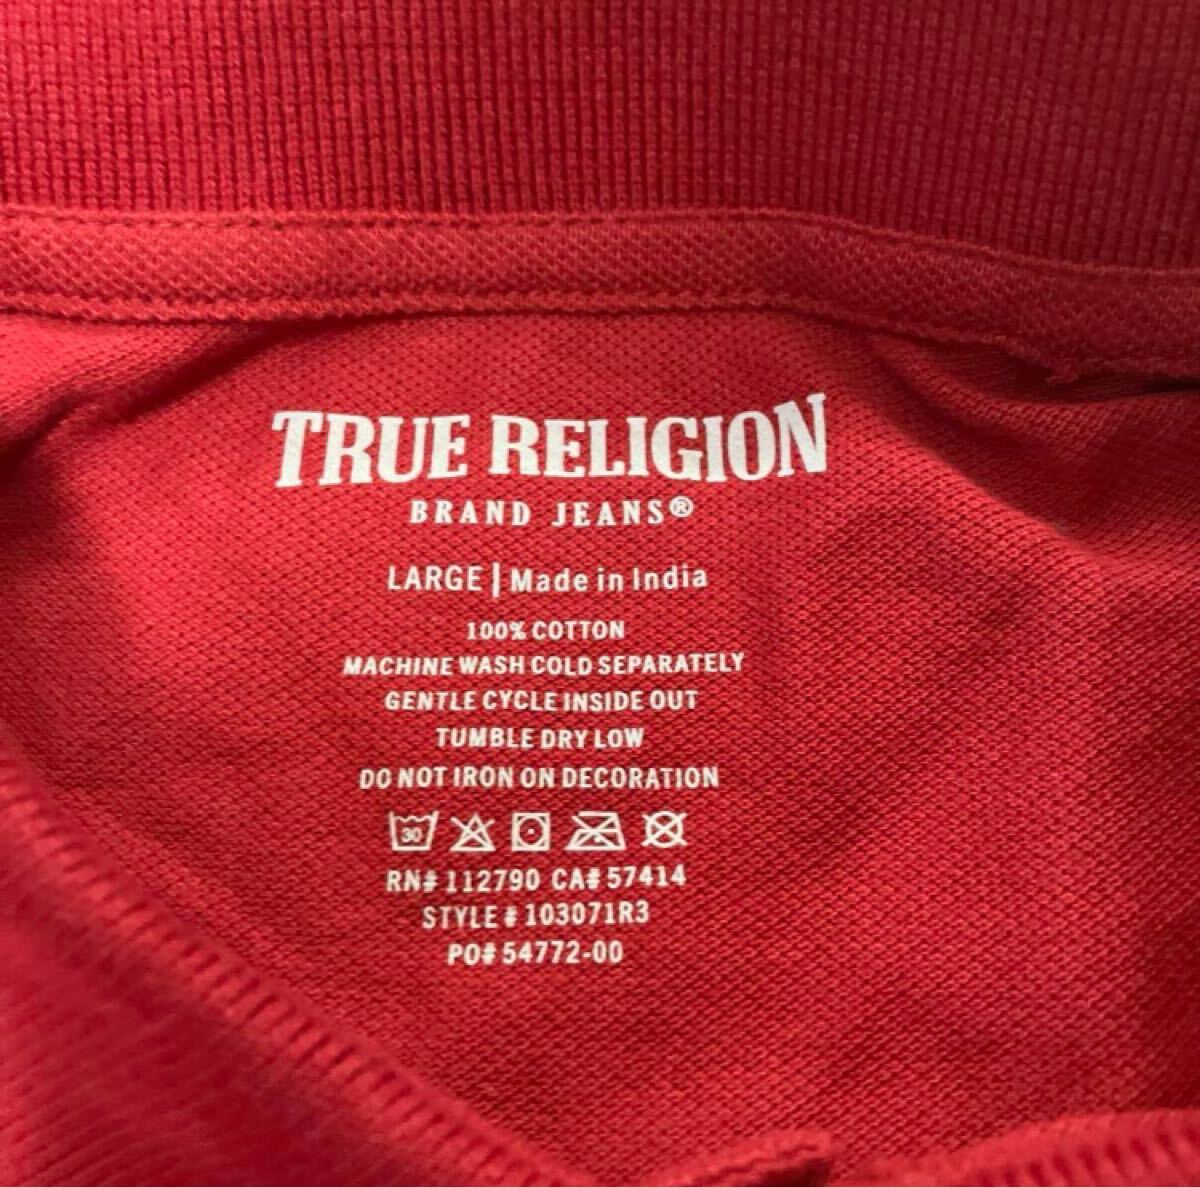 TRUE RELIGION
BRAND JEANS®
LARGE | Made in India
100% COTTON
MACHINE WASH COLD SEPARATELY
GENTLE CYCLE INSIDE OUT
TUMBLE DRY LOW
DO NOT IRON ON DECORATION
30
RN# 112790 CA# 57414
STYLE # 103071R3
PO# 54772-00